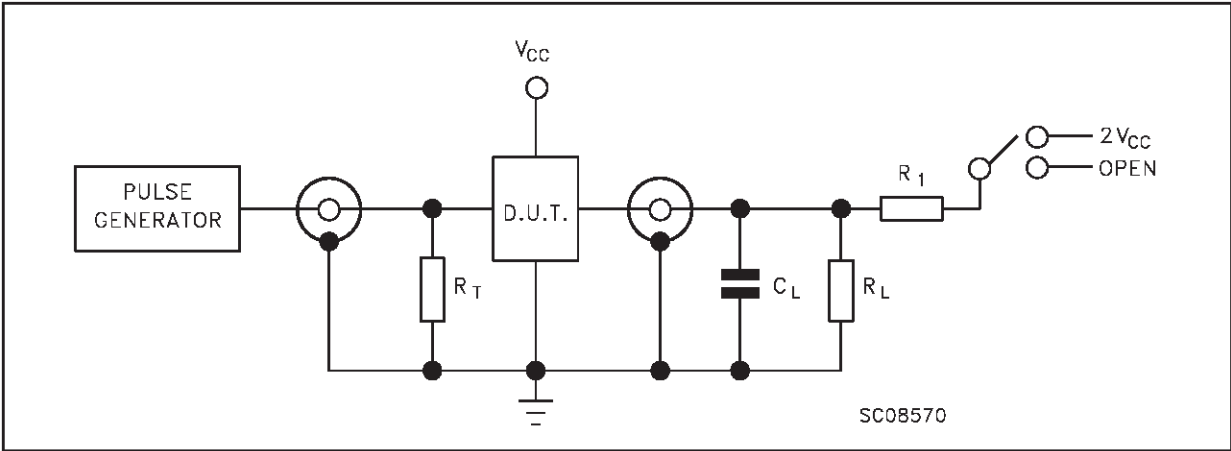 VCC
2VCC
OPEN
PULSE
GENERATOR
R1
D.U.T.
RT
CL
RL
SC08570